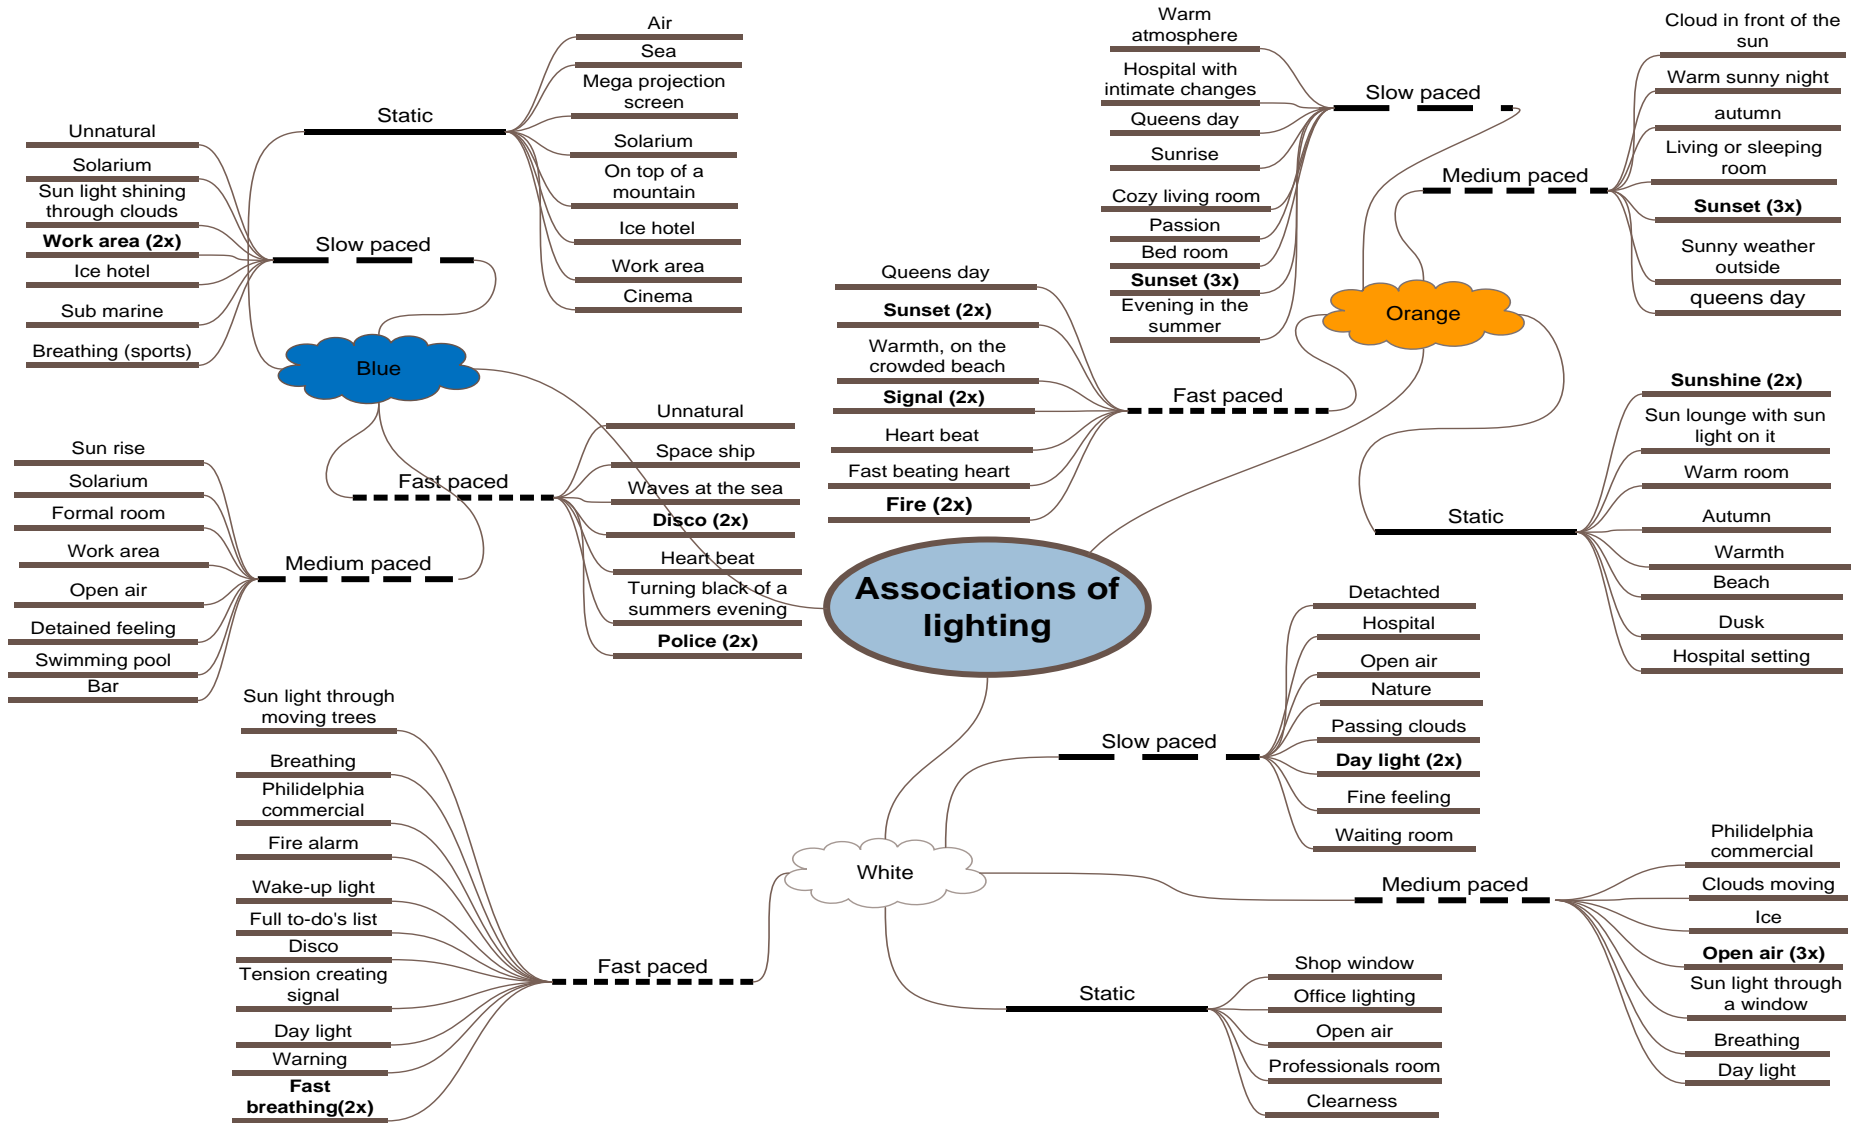 Associations of
lighting
Blue
Static
Air
Sea
Mega projection
screen
Solarium
On top of a
mountain
Ice hotel
Work area
Cinema
Slow paced
Unnatural
Solarium
Sun light shining
through clouds
Work area (2x)
Ice hotel
Sub marine
Breathing (sports)
Fast paced
Unnatural
Space ship
Waves at the sea
Disco (2x)
Heart beat
Turning black of a
summers evening
Police (2x)
Medium paced
Sun rise
Solarium
Formal room
Work area
Open air
Detained feeling
Swimming pool
Bar
Orange
Slow paced
Warm
atmosphere
Hospital with
intimate changes
Queens day
Sunrise
Cozy living room
Passion
Bed room
Sunset (3x)
Evening in the
summer
Medium paced
Cloud in front of the
sun
Warm sunny night
autumn
Living or sleeping
room
Sunset (3x)
Sunny weather
outside
queens day
Fast paced
Queens day
Sunset (2x)
Warmth, on the
crowded beach
Signal (2x)
Heart beat
Fast beating heart
Fire (2x)
Static
Sunshine (2x)
Sun lounge with sun
light on it
Warm room
Autumn
Warmth
Beach
Dusk
Hospital setting
White
Slow paced
Detachted
Hospital
Open air
Nature
Passing clouds
Day light (2x)
Fine feeling
Waiting room
Medium paced
Philidelphia
commercial
Clouds moving
Ice
Open air (3x)
Sun light through
a window
Breathing
Day light
Static
Shop window
Office lighting
Open air
Professionals room
Clearness
Fast paced
Sun light through
moving trees
Breathing
Philidelphia
commercial
Fire alarm
Wake-up light
Full to-do's list
Disco
Tension creating
signal
Day light
Warning
Fast
breathing(2x)